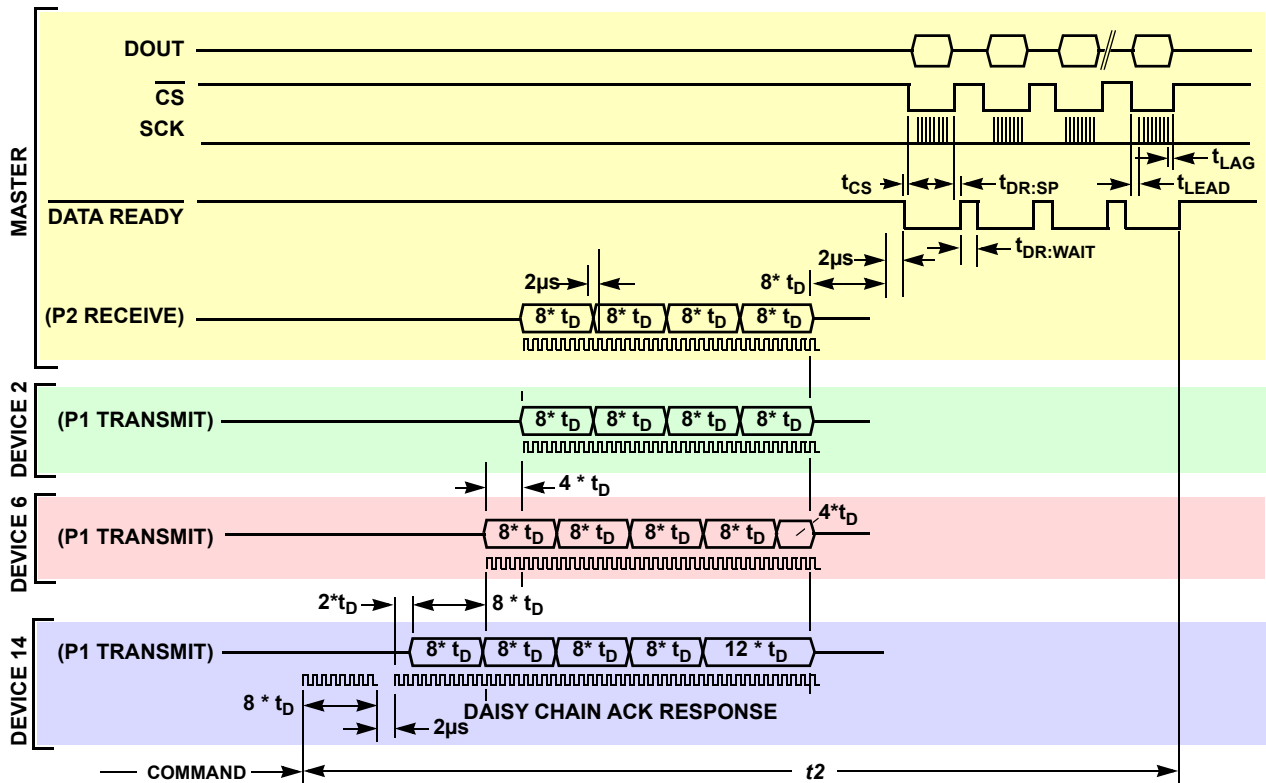 MASTER
DOUT
CS
SCK
tLAG
tCS
tDR:SP
tLEAD
DATA READY
tDR:WAIT
2µs
2µs
8* tD
(P2 RECEIVE)
8* tD 8* tD 8* tD 8* tD
DEVICE 2
(P1 TRANSMIT)
8* tD 8* tD 8* tD 8* tD
4 * tD
DEVICE 6
(P1 TRANSMIT)
8* tD 8* tD 8* tD 8* tD
4*tD
2*tD
8 * tD
DEVICE 14
(P1 TRANSMIT)
8* tD 8* tD 8* tD 8* tD 12 * tD
8 * tD
DAISY CHAIN ACK RESPONSE
2µs
COMMAND
t2